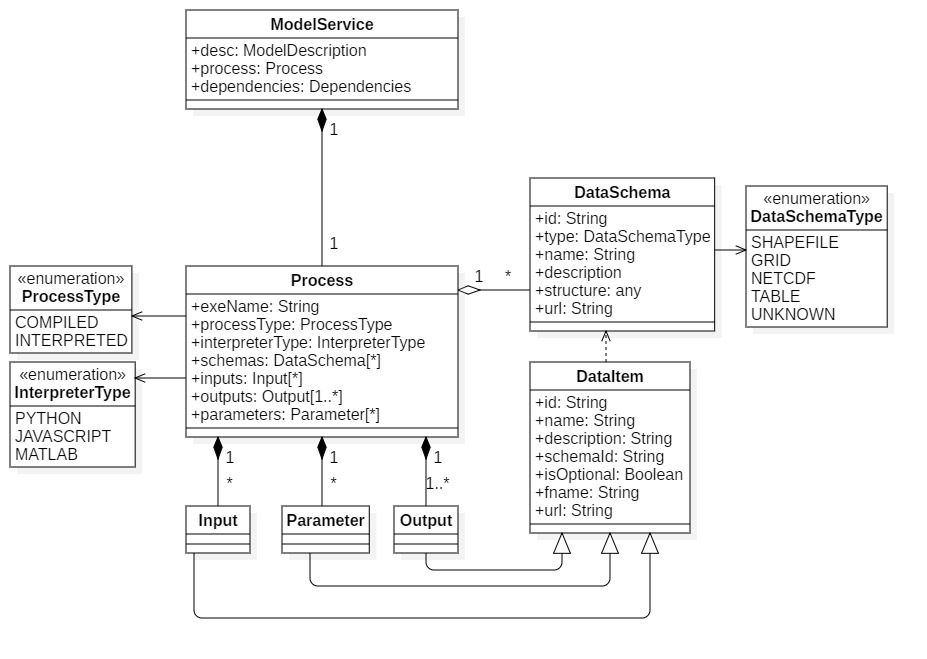 ModelService
+desc: ModelDescription
+process: Process
+dependencies: Dependencies
1
1
DataSchema
+id: String
+type: DataSchemaType
+name: String
+description
+structure: any
+url: String
«enumeration»
DataSchemaType
SHAPEFILE
GRID
NETCDF
TABLE
UNKNOWN
«enumeration»
ProcessType
COMPILED
INTERPRETED
Process
+exeName: String
+processType: ProcessType
+interpreterType: InterpreterType
+schemas: DataSchema[*]
+inputs: Input[*]
+outputs: Output[1..*]
+parameters: Parameter[*]
1 *
«enumeration»
InterpreterType
PYTHON
JAVASCRIPT
MATLAB
DataItem
+id: String
+name: String
+description: String
+schemaId: String
+isOptional: Boolean
+fname: String
+url: String
1 1 1
* * 1..*
Input
Parameter
Output